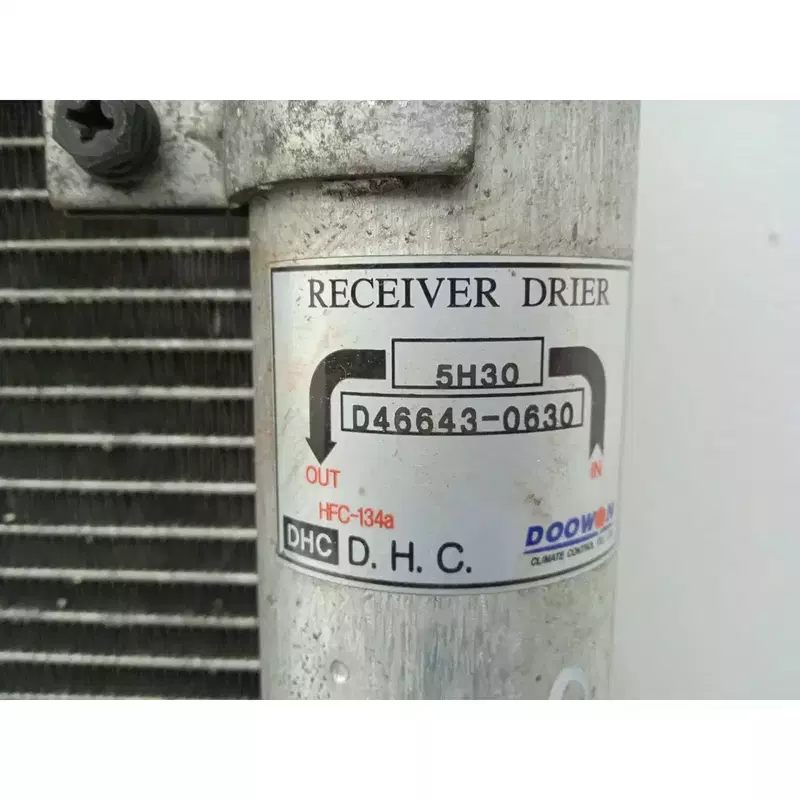 RECEIVER DRIER
5H30
D46643-0630
OUT
IN
HFC-134a
DHC D. H. C.
DOOWON
CLIMATE CONTROL